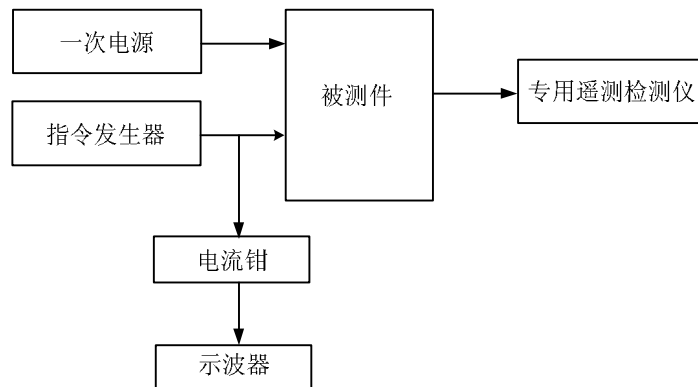 一次电源
被测件
专用遥测检测仪
指令发生器
电流钳
示波器